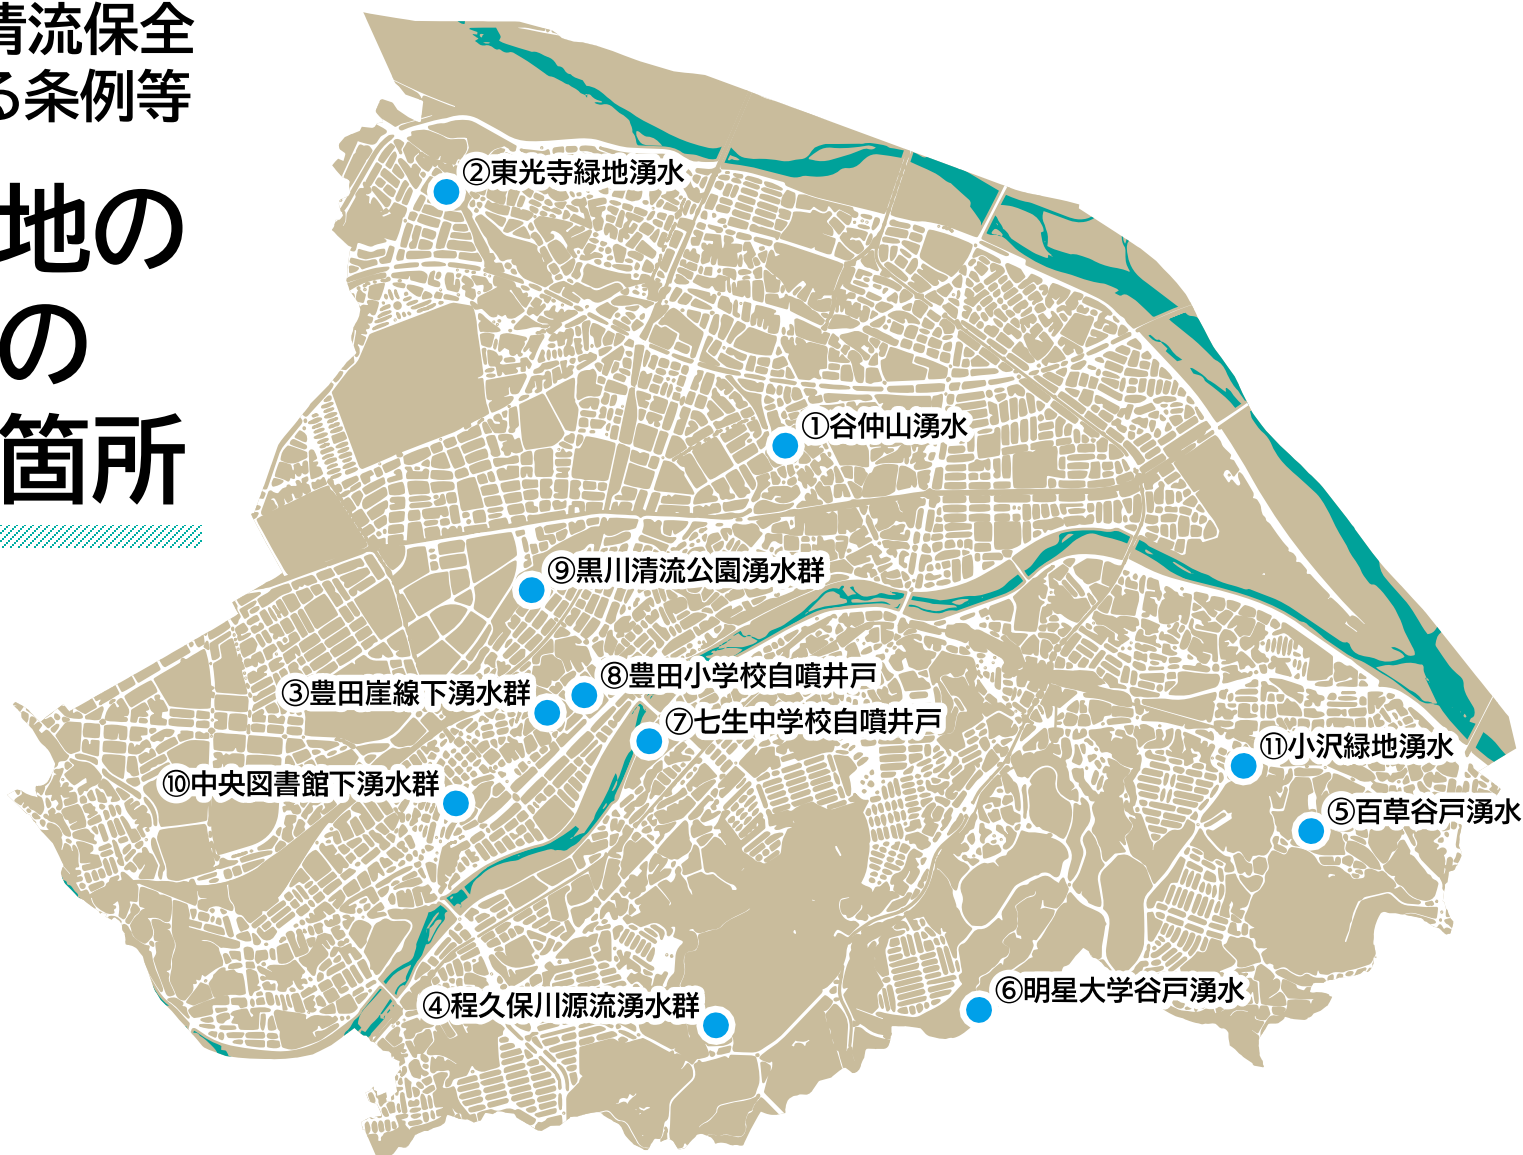 清流保全
る条例等
地の
の
箇所
②東光寺緑地湧水
①谷仲山湧水
⑨黒川清流公園湧水群
⑧豊田小学校自噴井戸
③豊田崖線下湧水群
⑦七生中学校自噴井戸
⑪小沢緑地湧水
⑩中央図書館下湧水群
⑤百草谷戸湧水
⑥明星大学谷戸湧水
④程久保川源流湧水群